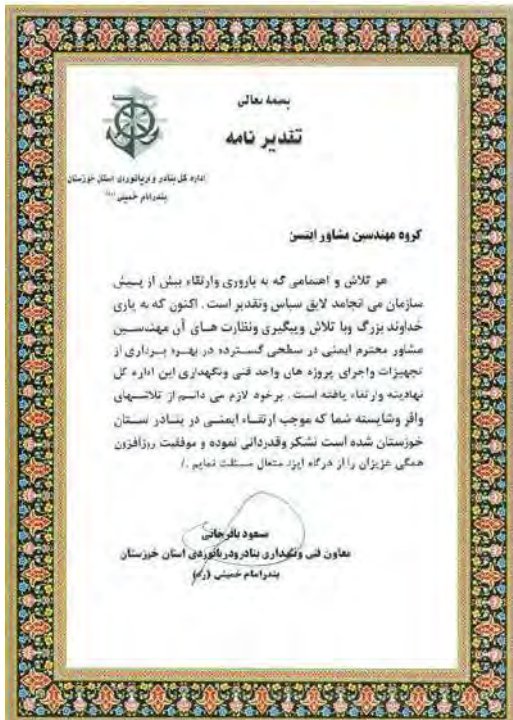 بسمه تعالی
تقدیر نامه
اداره کل بنادر و دریانوردی استان خوزستان
بندرامام خمینی
گروه مهندسین مشاور ایتسن
هر تلاش و اهتمامی که به باروری وارتقاء بیش از پیش
سازمان می انجامد لایق سپاس وتقدیر است . اکنون که به یاری
خداوند بزرگ وبا تلاش وپیگیری ونظارت های آن مهندسین
مشاور محترم ایمنی در سطحی گسترده در بهره برداری از
تجهیزات واجرای پروژه های واحد فنی ونگهداری این اداره کل
نهادینه وارتقاء یافته است . برخود لازم می دانم از تلاشهای
وافر وشایسته شما که موجب ارتقاء ایمنی در بنادر ستان
خوزستان شده است تشکر وقدردانی نموده و موفقیت روزافزون
همگی عزیزان را از درگاه ایزد متعال مسئلت نمایم ./
مسعود باقرجانی
معاون فنی ونگهداری بنادرودریانوردی استان خوزستان
بندرامام خمینی (ره)